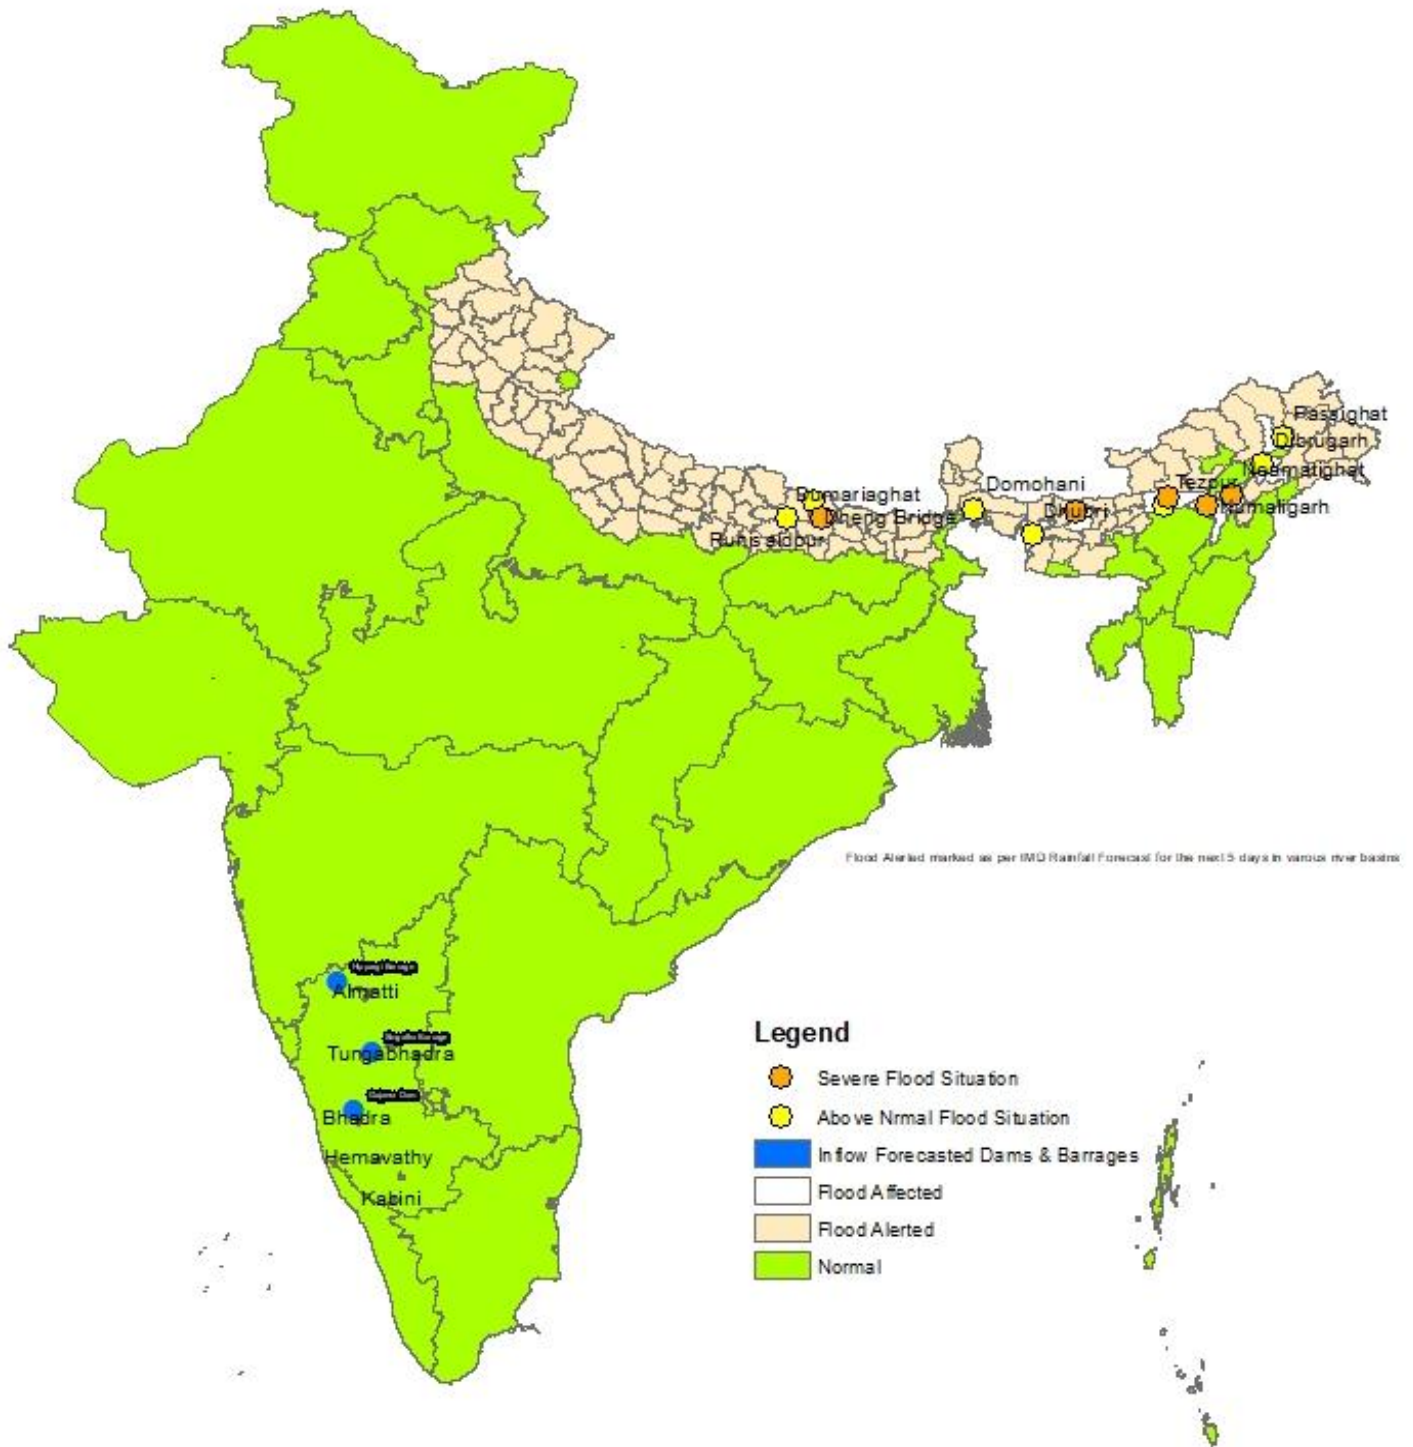 Passighat
Dibrugarh
Neamatighat
Tezpur
Numaligarh
Domohani
Dhubri
Dumariaghat
Dheng Bridge
Runisaidpur
Flood Alerted marked as per IMD Rainfall Forecast for the next 5 days in varous river basins
Almatti
Tungabhadra
Bhadra
Hemavathy
Kabini
Legend
Severe Flood Situation
Above Nrmal Flood Situation
Inflow Forecasted Dams & Barrages
Flood Affected
Flood Alerted
Normal